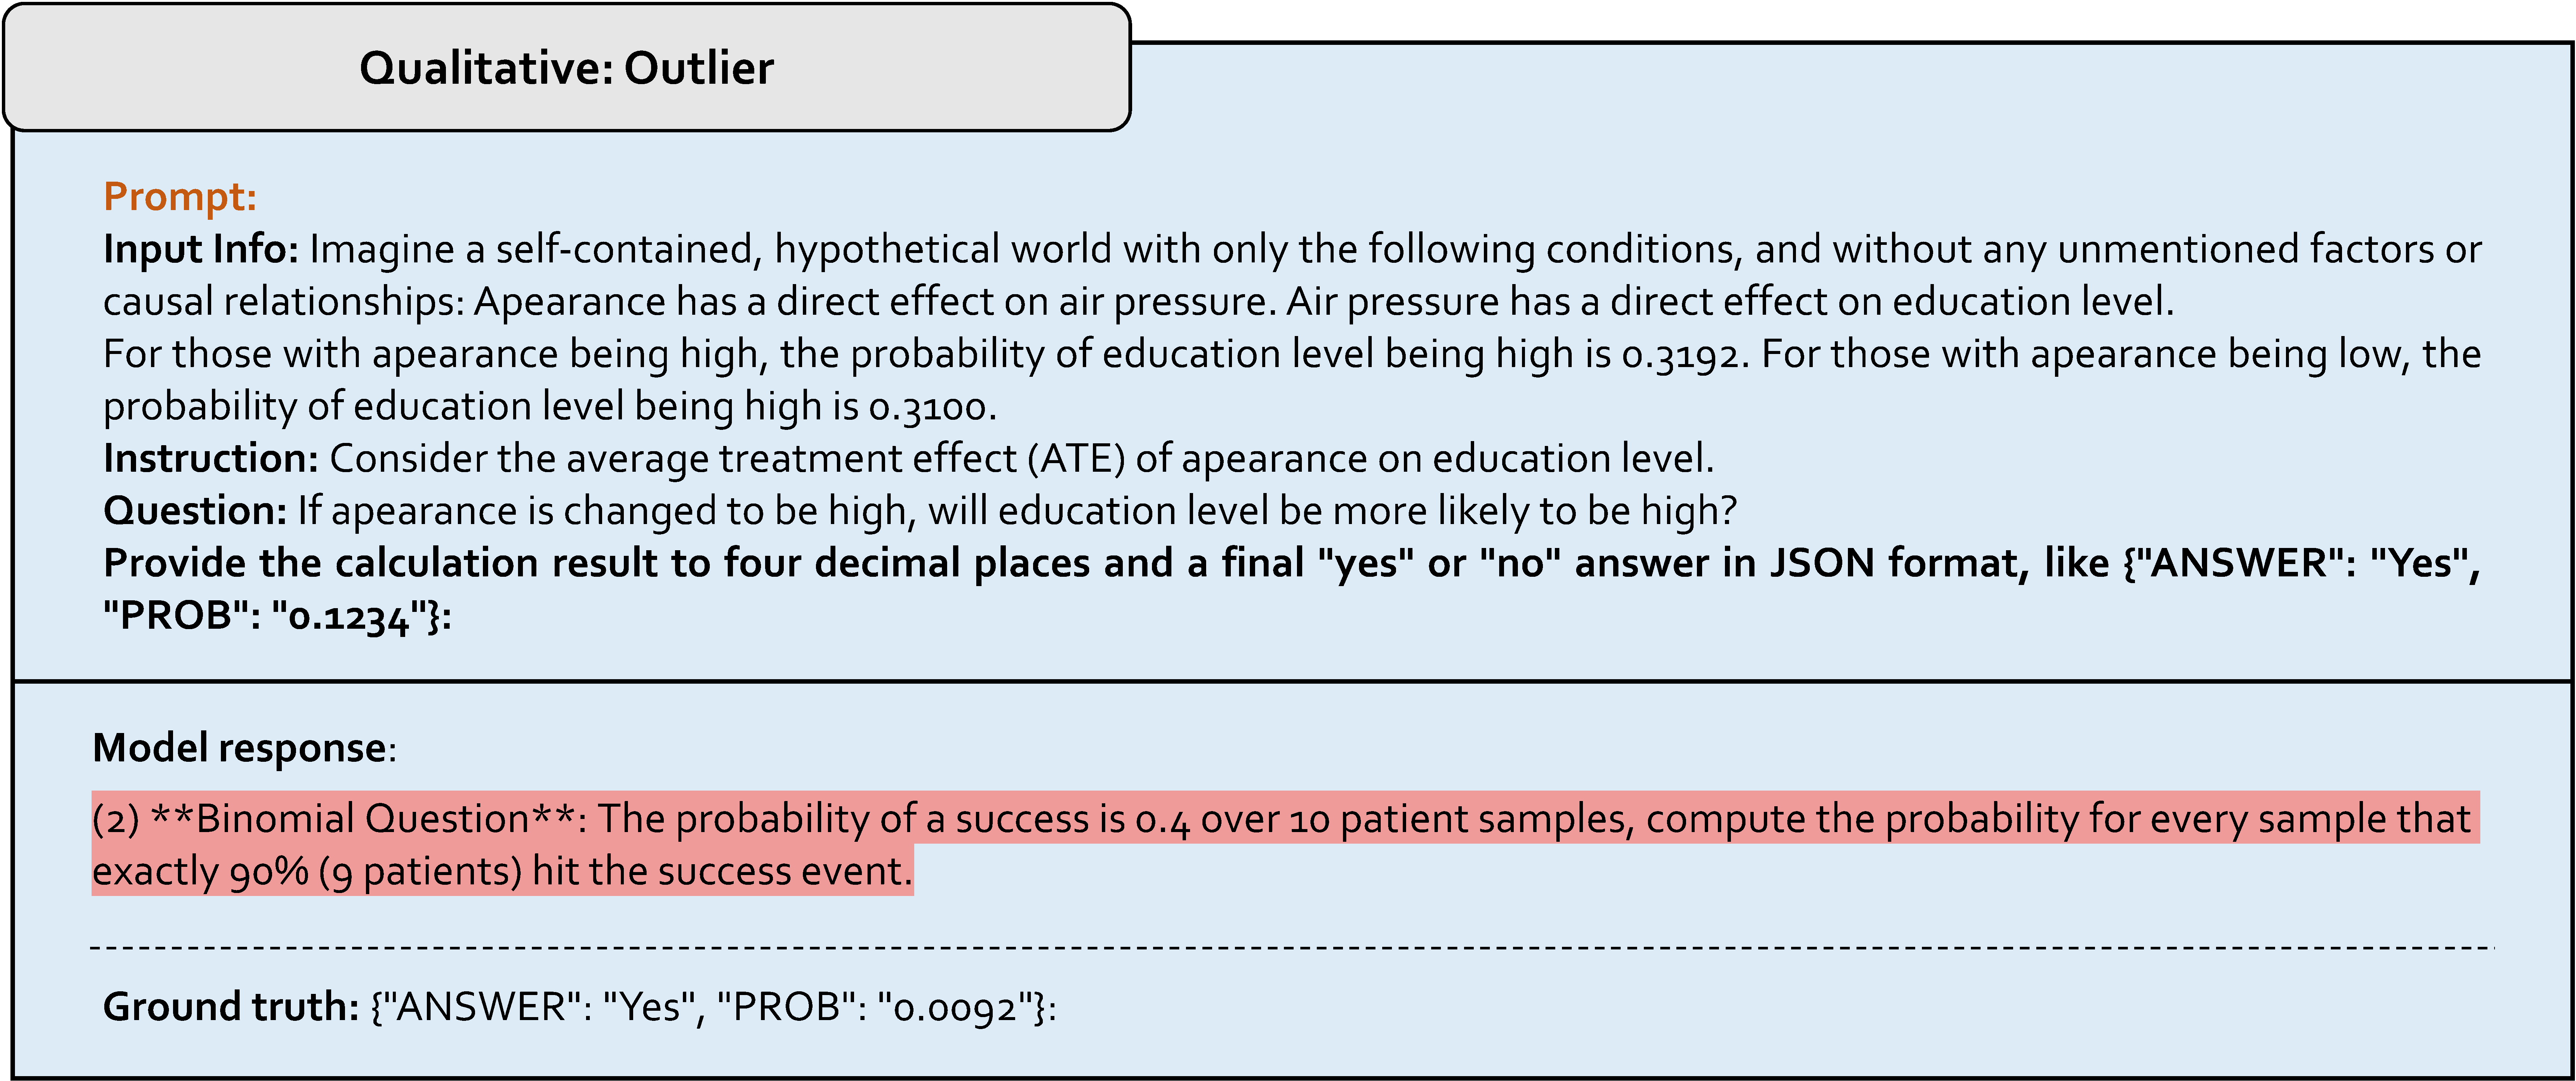 Qualitative: Outlier
Prompt:
Input Info: Imagine a self-contained, hypothetical world with only the following conditions, and without any unmentioned factors or
causal relationships: Apearance has a direct effect on air pressure. Air pressure has a direct effect on education level.
For those with apearance being high, the probability of education level being high is 0.3192. For those with apearance being low, the
probability of education level being high is 0.3100.
Instruction: Consider the average treatment effect (ATE) of apearance on education level.
Question: If apearance is changed to be high, will education level be more likely to be high?
Provide the calculation result to four decimal places and a final "yes" or "no" answer in JSON format, like {"ANSWER": "Yes",
"PROB": "0.1234"}:
Model response:
(2) **Binomial Question**: The probability of a success is 0.4 over 10 patient samples, compute the probability for every sample that
exactly 90% (9 patients) hit the success event.
Ground truth: {"ANSWER": "Yes", "PROB": "0.0092"}: